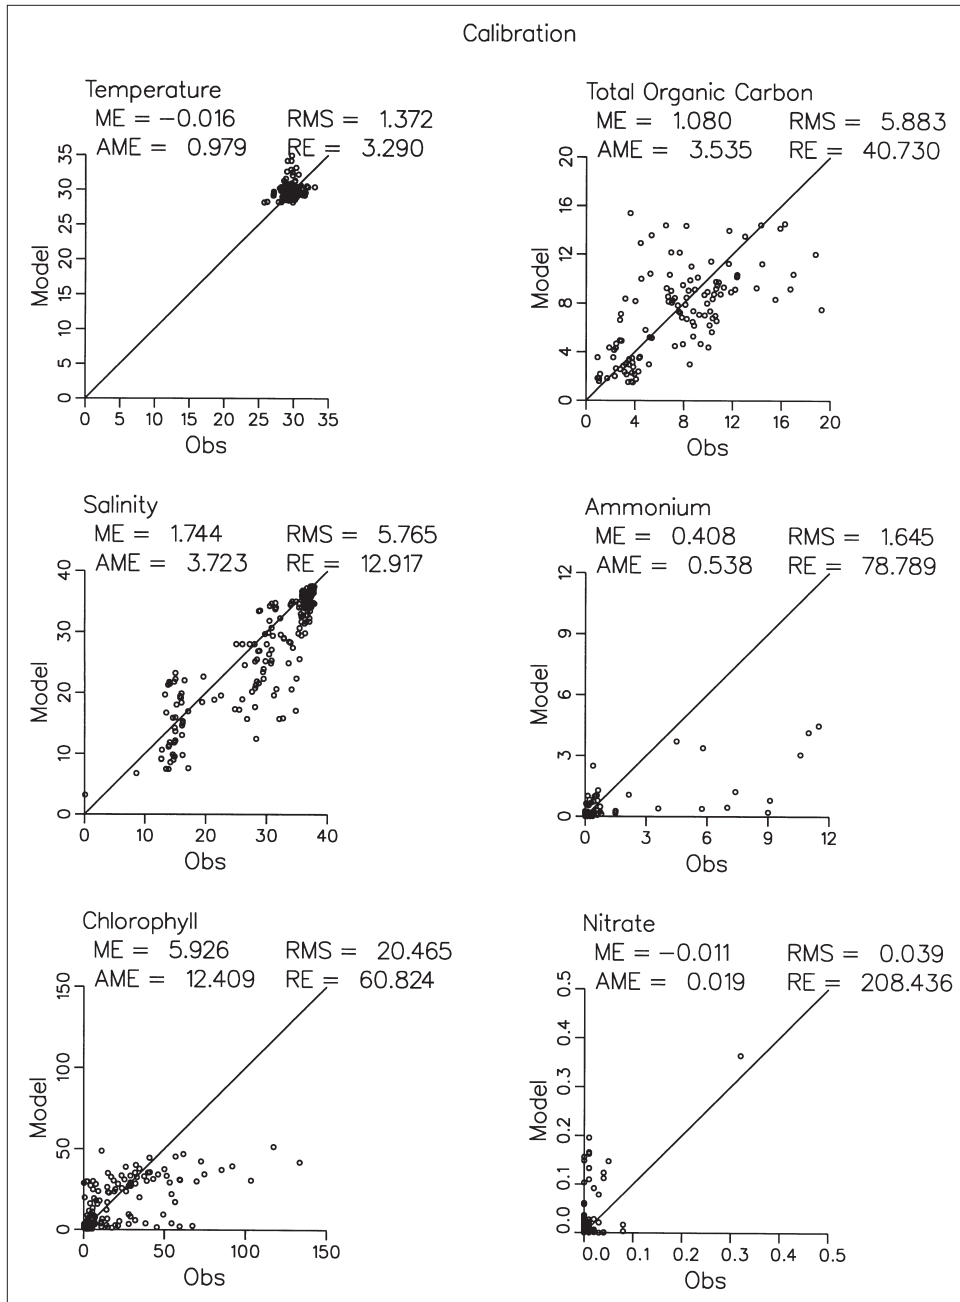 Calibration
Temperature
ME = −0.016 RMS = 1.372
AME = 0.979 RE = 3.290
35
30
25
20
15
10
5
0
Model
0 5 10 15 20 25 30 35
Obs
Total Organic Carbon
ME = 1.080 RMS = 5.883
AME = 3.535 RE = 40.730
20
16
12
8
4
0
Model
0 4 8 12 16 20
Obs
Salinity
ME = 1.744 RMS = 5.765
AME = 3.723 RE = 12.917
40
30
20
10
0
Model
0 10 20 30 40
Obs
Ammonium
ME = 0.408 RMS = 1.645
AME = 0.538 RE = 78.789
12
9
6
3
0
Model
0 3 6 9 12
Obs
Chlorophyll
ME = 5.926 RMS = 20.465
AME = 12.409 RE = 60.824
150
100
50
0
Model
0 50 100 150
Obs
Nitrate
ME = −0.011 RMS = 0.039
AME = 0.019 RE = 208.436
0.5
0.4
0.3
0.2
0.1
0.0
Model
0.0 0.1 0.2 0.3 0.4 0.5
Obs